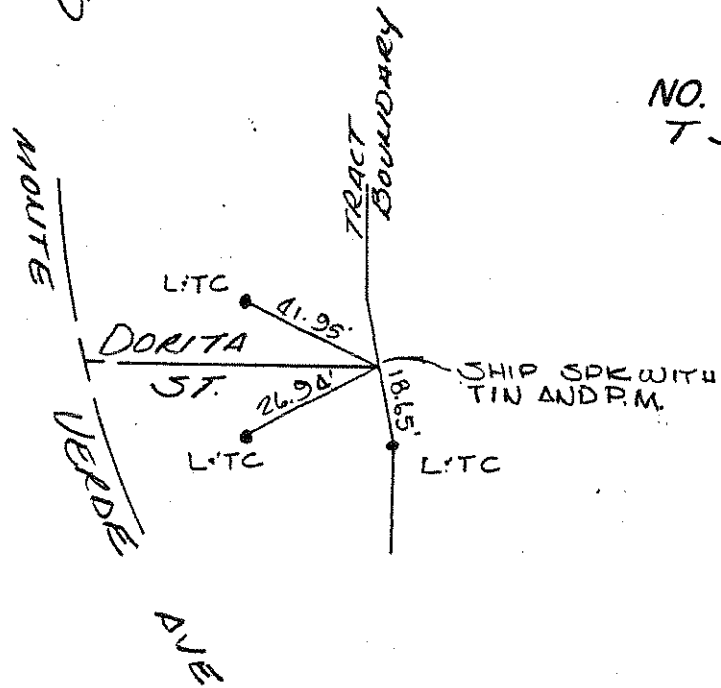 NO.
T
TRACT
BOUNDARY
MONTE
L&TC
41.95'
DORITA
ST.
26.94'
18.65'
SHIP SPK WITH
TIN AND P.M.
L&TC
L&TC
VERDE
AVE